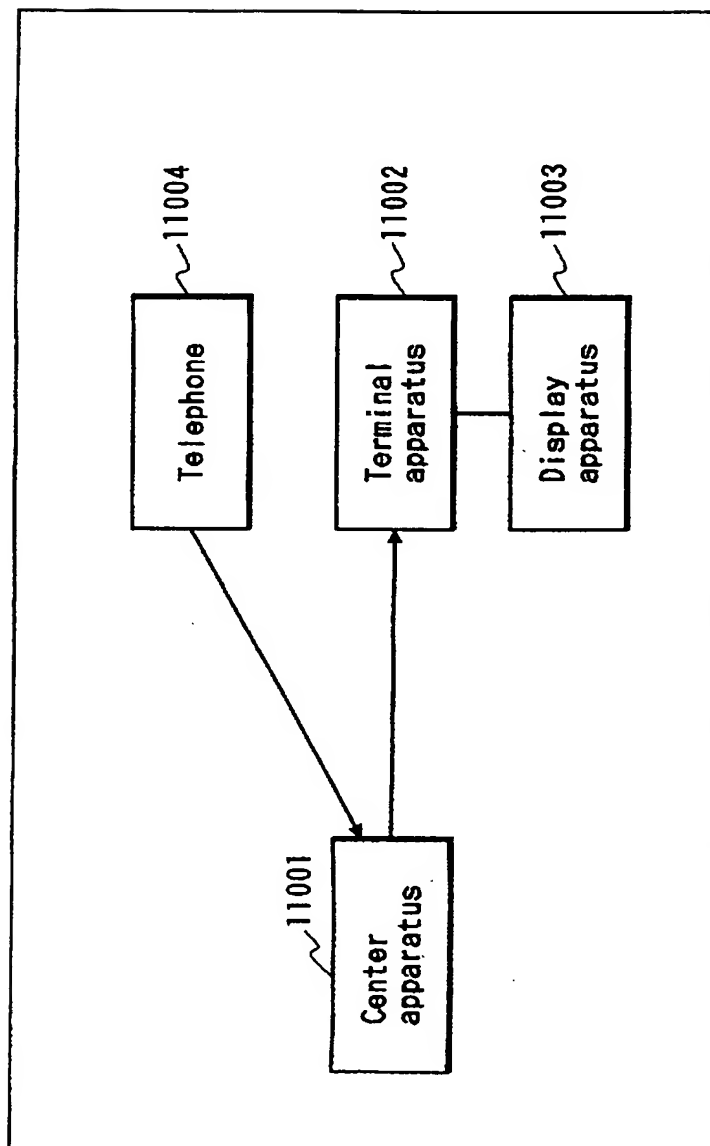 11004
Telephone
11002
Terminal
apparatus
11003
Display
apparatus
11001
Center
apparatus